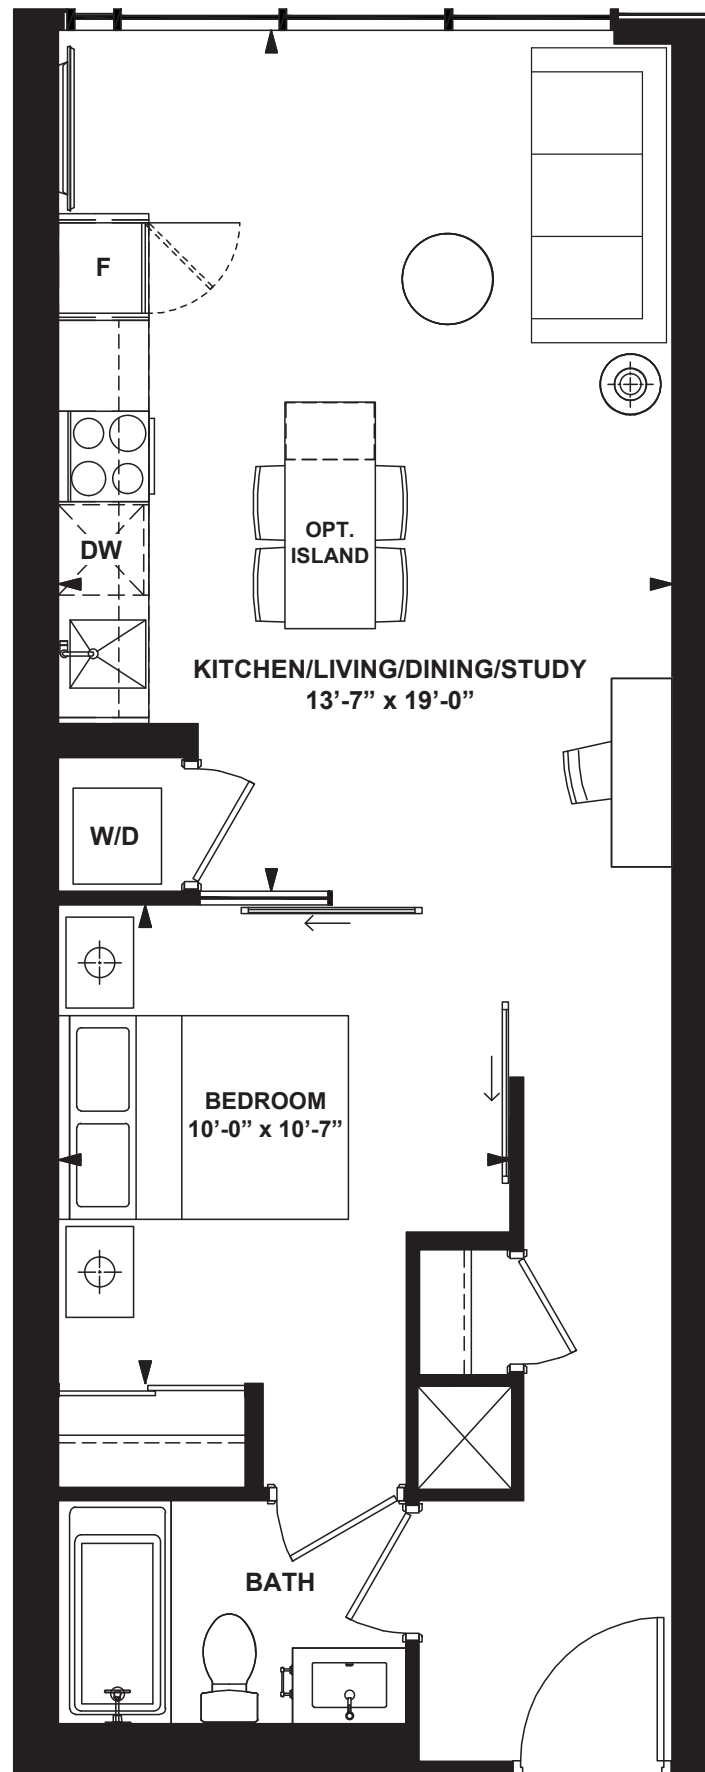 F
OPT.
ISLAND
DW
KITCHEN/LIVING/DINING/STUDY
13’-7” x 19’-0”
W/D
BEDROOM
10’-0” x 10’-7”
BATH